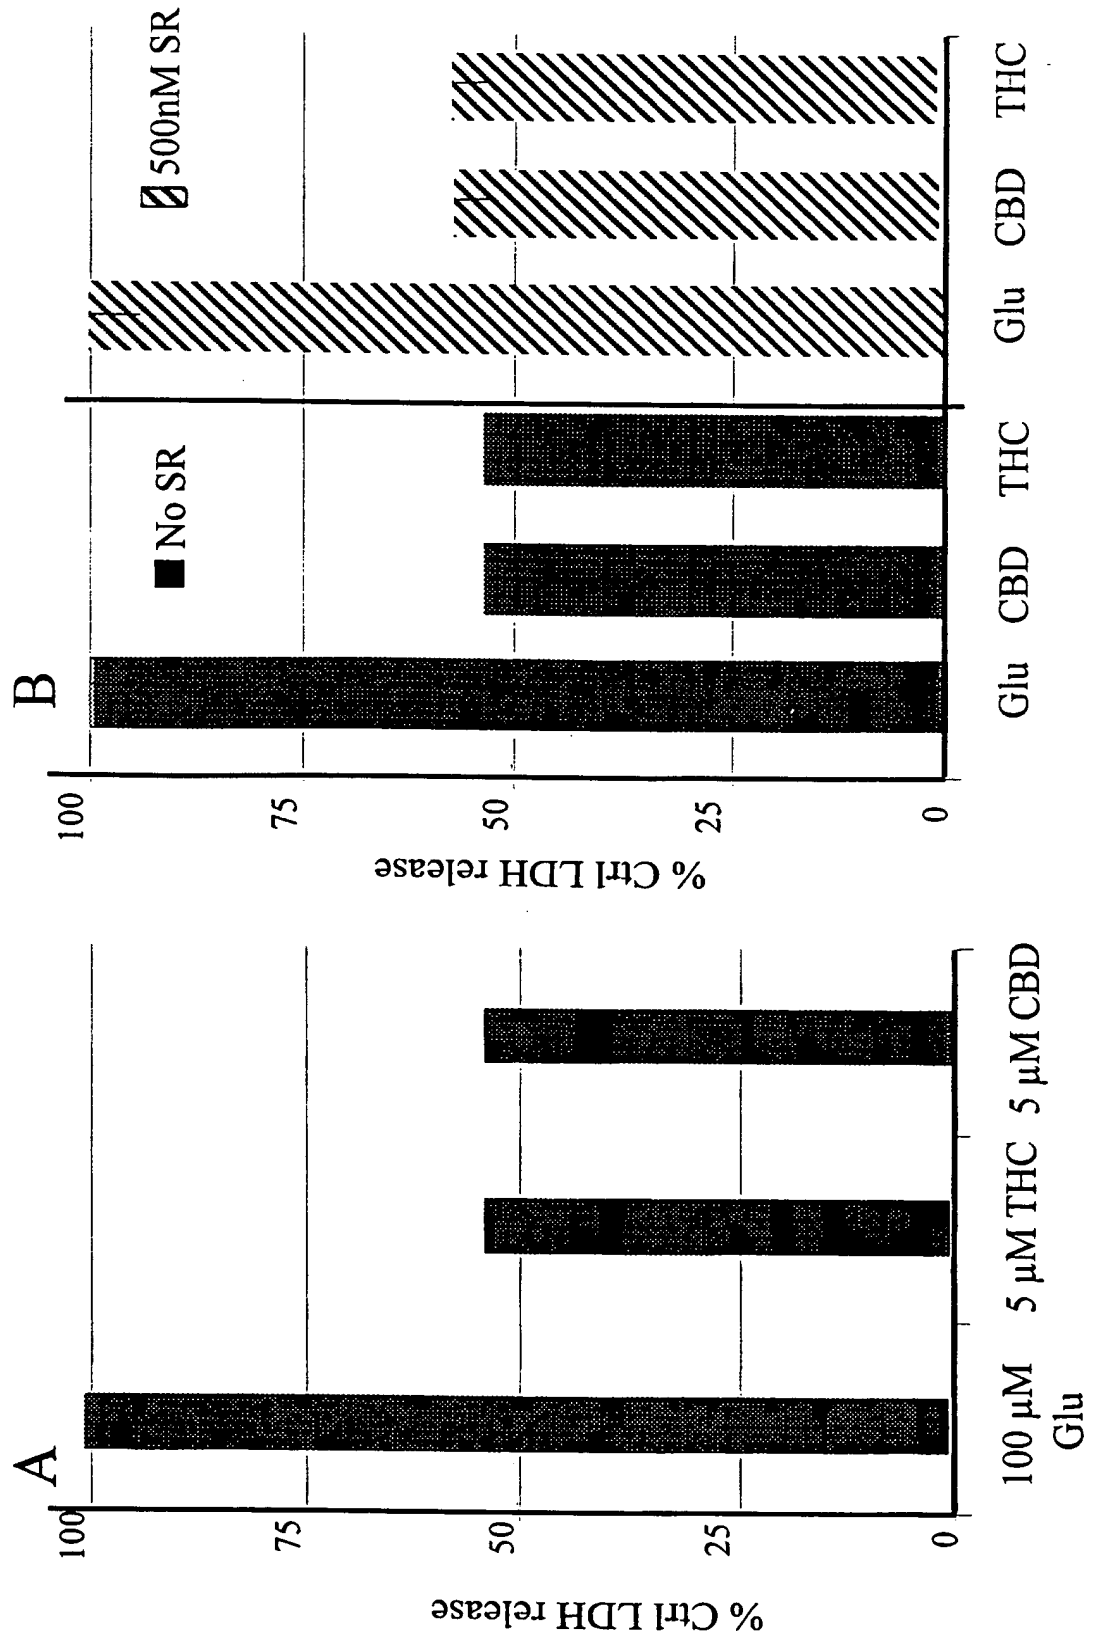 A
% Ctrl LDH release
100
75
50
25
0
100 µM
Glu
5 µM THC
5 µM CBD
B
% Ctrl LDH release
100
75
50
25
0
No SR
500nM SR
Glu
CBD
THC
Glu
CBD
THC